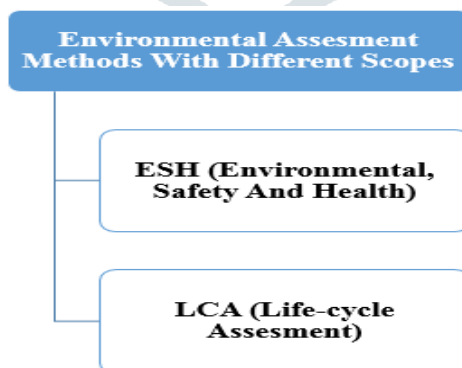 Environmental Assesment
Methods With Different Scopes
ESH (Environmental,
Safety And Health)
LCA (Life-cycle
Assesment)